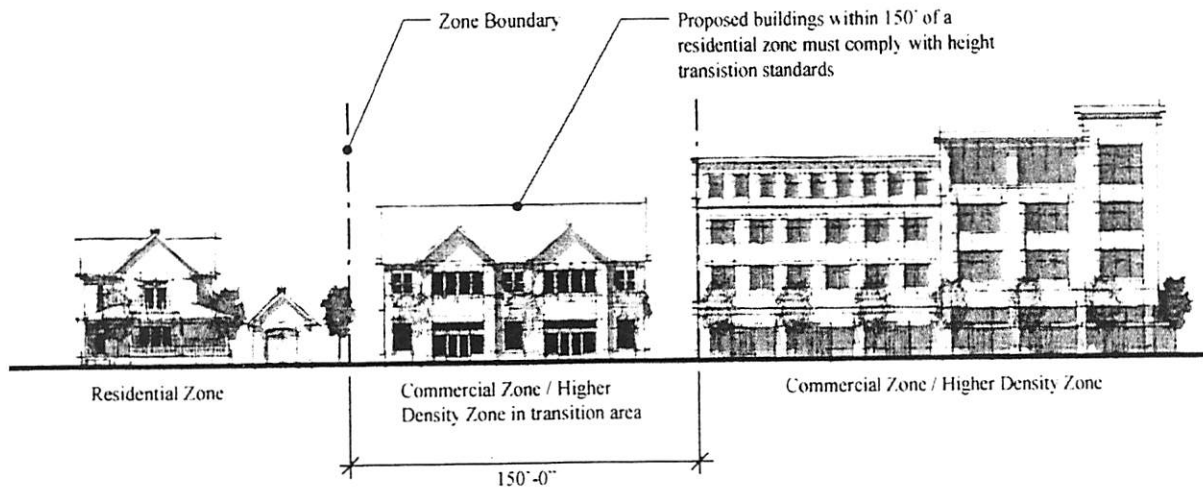 Zone Boundary
Proposed buildings within 150' of a
residential zone must comply with height
transistion standards
Residential Zone
Commercial Zone / Higher
Density Zone in transition area
Commercial Zone / Higher Density Zone
150'-0"